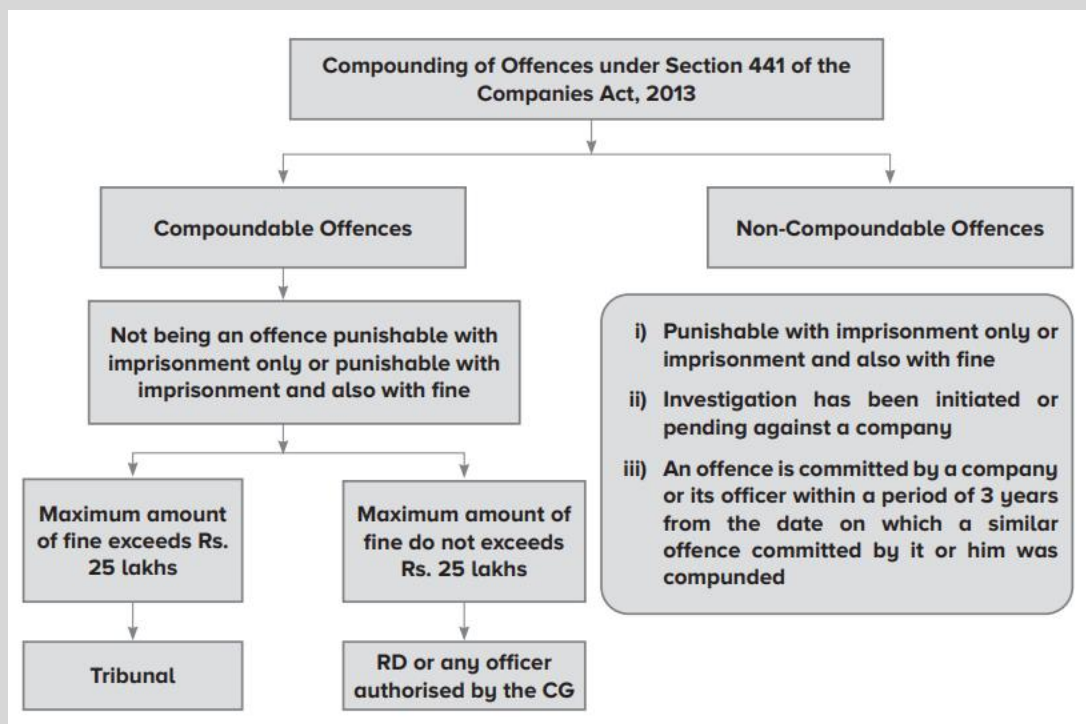 Compounding of Offences under Section 441 of the
Companies Act, 2013
Compoundable Offences
Non-Compoundable Offences
Not being an offence punishable with
imprisonment only or punishable with
imprisonment and also with fine
Maximum amount
of fine exceeds Rs.
25 lakhs
Maximum amount of
fine do not exceeds
Rs. 25 lakhs
Tribunal
RD or any officer
authorised by the CG
i) Punishable with imprisonment only or
imprisonment and also with fine
ii) Investigation has been initiated or
pending against a company
iii) An offence is committed by a company
or its officer within a period of 3 years
from the date on which a similar
offence committed by it or him was
compunded